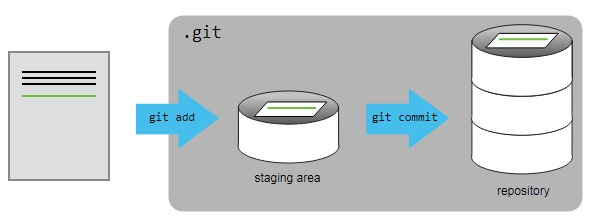 .git
git add
git commit
staging area
repository